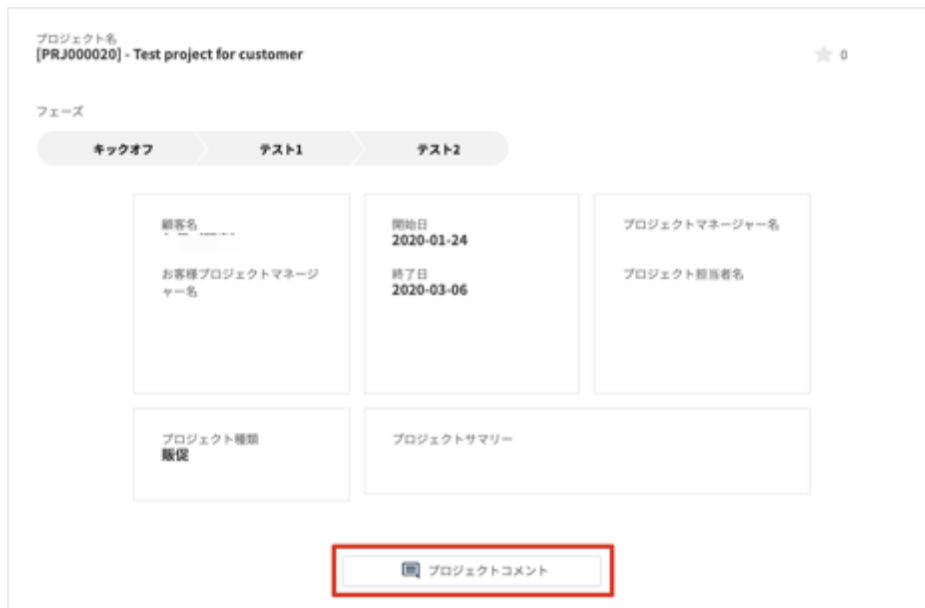 プロジェクト名
[PRJ000020] - Test project for customer
0
フェーズ
キックオフ
テスト1
テスト2
顧客名
お客様プロジェクトマネージ
ャー名
開始日
2020-01-24
終了日
2020-03-06
プロジェクトマネージャー名
プロジェクト担当者名
プロジェクト種類
販促
プロジェクトサマリー
プロジェクトコメント